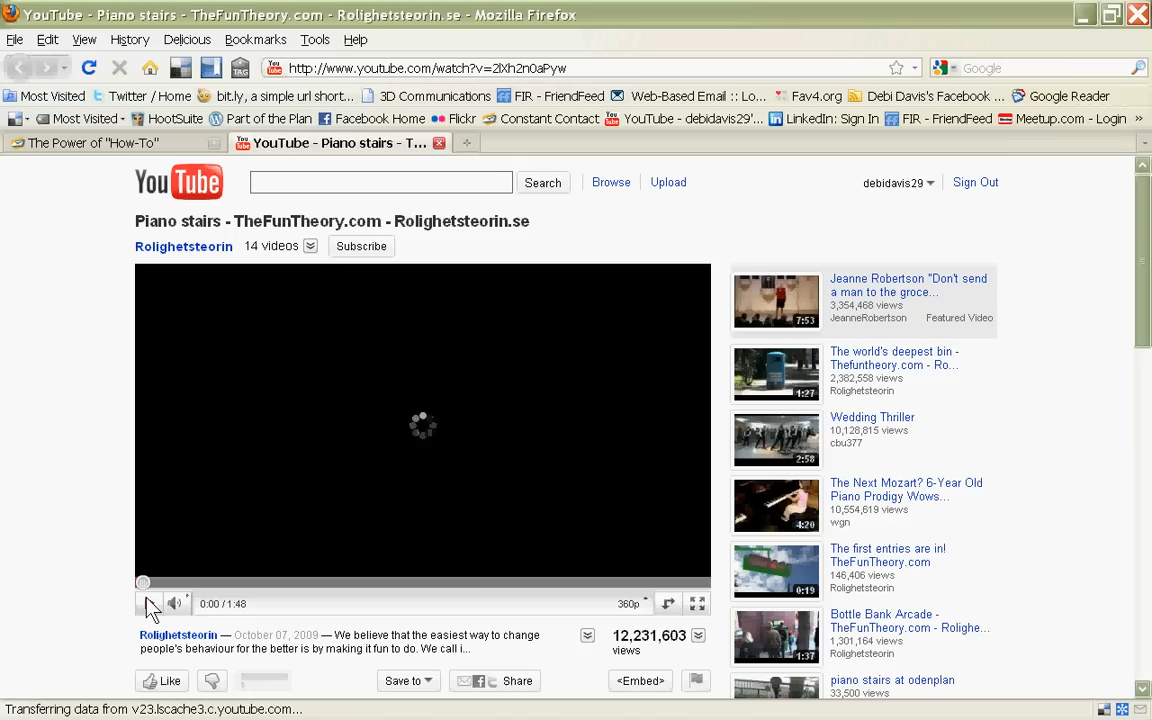 YouTube - Piano stairs - TheFunTheory.com - Rolighetsteorin.se - Mozilla Firefox
File Edit View History Delicious Bookmarks Tools Help
TAG http://www.youtube.com/watch?v=2lXh2n0aPyw Google
Most Visited Twitter / Home bit.ly, a simple url short... 3D Communications FIR - FriendFeed Web-Based Email :: Lo... Fav4.org Debi Davis's Facebook ... Google Reader
Most Visited HootSuite Part of the Plan Facebook Home Flickr Constant Contact YouTube - debidavis29'... LinkedIn: Sign In FIR - FriendFeed Meetup.com - Login
The Power of "How-To" YouTube - Piano stairs - T...
YouTube Search Browse Upload debidavis29 Sign Out
Piano stairs - TheFunTheory.com - Rolighetsteorin.se
Rolighetsteorin 14 videos Subscribe
Jeanne Robertson "Don't send
a man to the groce...
3,354,468 views
JeanneRobertson Featured Video
7:53
The world's deepest bin -
Thefuntheory.com - Ro...
2,382,558 views
Rolighetsteorin
1:27
Wedding Thriller
10,128,815 views
cbu377
2:58
The Next Mozart? 6-Year Old
Piano Prodigy Wows...
10,554,619 views
wgn
4:20
The first entries are in!
TheFunTheory.com
146,406 views
0:19
Bottle Bank Arcade -
TheFunTheory.com - Rolighe...
1,301,164 views
Rolighetsteorin
1:37
piano stairs at odenplan
33,500 views
0:00 / 1:48 360p
Rolighetsteorin — October 07, 2009 — We believe that the easiest way to change
people's behaviour for the better is by making it fun to do. We call i...
12,231,603
views
Like Save to Share <Embed>
Transferring data from v23.lscache3.c.youtube.com...